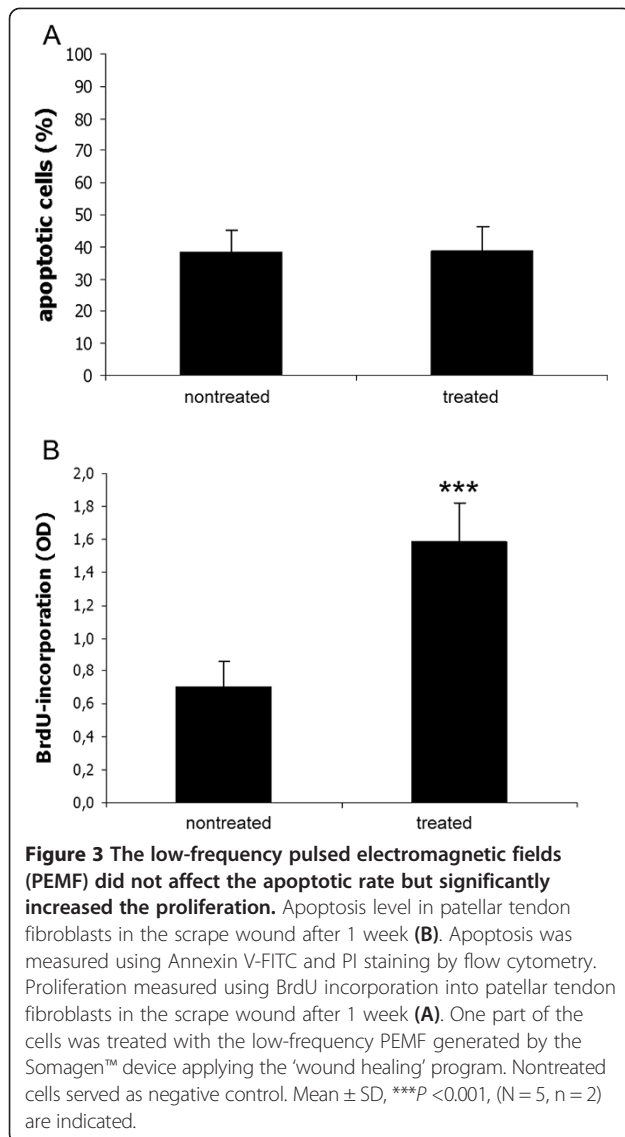 A
100
90
80
70
60
50
40
30
20
10
0
apoptotic cells (%)
nontreated treated
B
2,0
1,8
1,6
1,4
1,2
1,0
0,8
0,6
0,4
0,2
0,0
BrdU-incorporation (OD)
***
nontreated treated
Figure 3 The low-frequency pulsed electromagnetic fields
(PEMF) did not affect the apoptotic rate but significantly
increased the proliferation. Apoptosis level in patellar tendon
fibroblasts in the scrape wound after 1 week (B). Apoptosis was
measured using Annexin V-FITC and PI staining by flow cytometry.
Proliferation measured using BrdU incorporation into patellar tendon
fibroblasts in the scrape wound after 1 week (A). One part of the
cells was treated with the low-frequency PEMF generated by the
Somagen™ device applying the ‘wound healing’ program. Nontreated
cells served as negative control. Mean ± SD, ***P <0.001, (N = 5, n = 2)
are indicated.